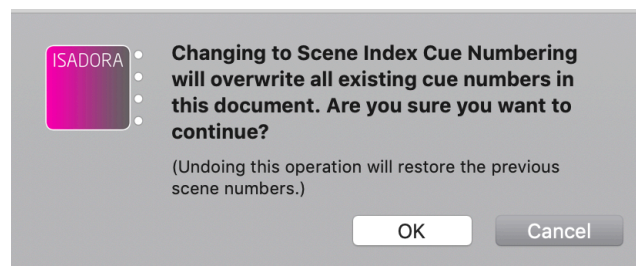 ISADORA
Changing to Scene Index Cue Numbering
will overwrite all existing cue numbers in
this document. Are you sure you want to
continue?
(Undoing this operation will restore the previous
scene numbers.)
OK
Cancel